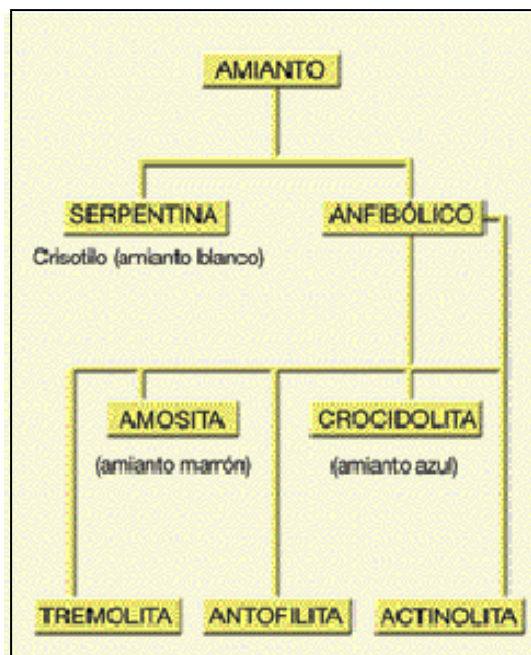 AMIANTO
SERPENTINA
ANFIBÓLICO
Crisotilo (amianto blanco)
AMOSITA
CROCIDOLITA
(amianto marrón)
(amianto azul)
TREMOLITA
ANTOFILITA
ACTINOLITA